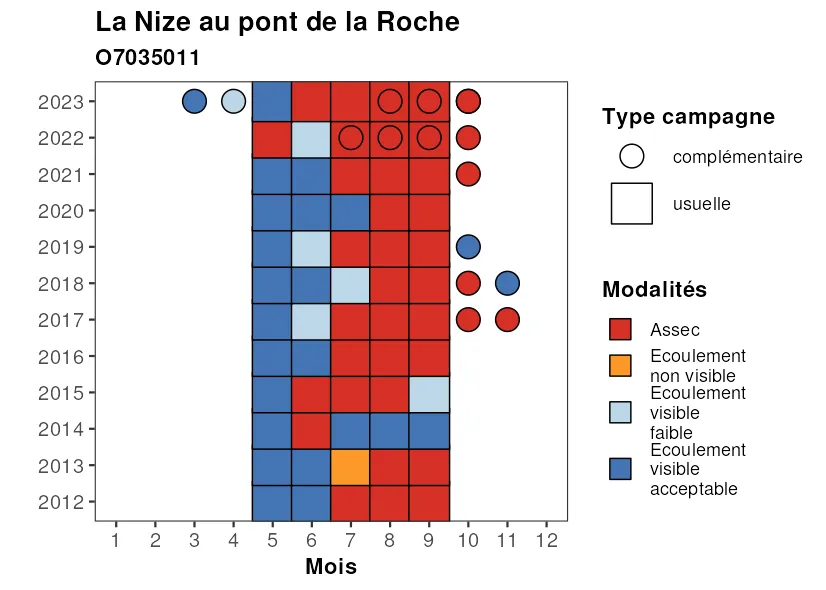 La Nize au pont de la Roche
O7035011
2023
2022
2021
2020
2019
2018
2017
2016
2015
2014
2013
2012
1 2 3 4 5 6 7 8 9 10 11 12
Mois
Type campagne
complémentaire
usuelle
Modalités
Assec
Ecoulement
non visible
Ecoulement
visible
faible
Ecoulement
visible
acceptable